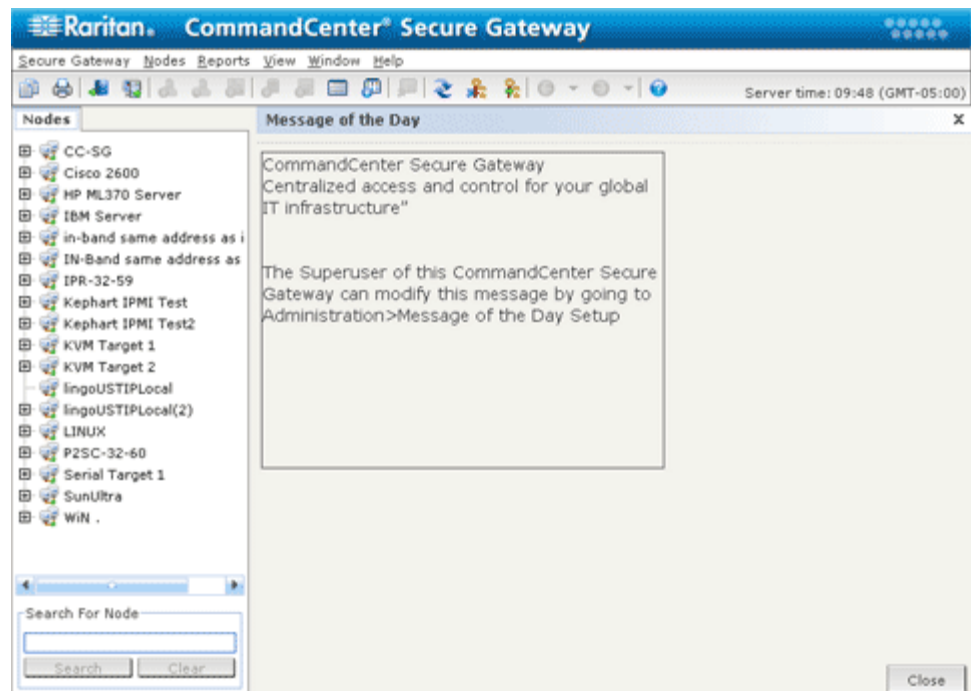 Raritan. CommandCenter® Secure Gateway
Secure Gateway Nodes Reports View Window Help
Server time: 09:48 (GMT-05:00)
Nodes
Message of the Day
x
CC-SG
Cisco 2600
HP ML370 Server
IBM Server
in-band same address as i
IN-Band same address as
IPR-32-59
Kephart IPMI Test
Kephart IPMI Test2
KVM Target 1
KVM Target 2
lingoUSTIPLocal
lingoUSTIPLocal(2)
LINUX
P2SC-32-60
Serial Target 1
SunUltra
WiN .
CommandCenter Secure Gateway
Centralized access and control for your global
IT infrastructure"
The Superuser of this CommandCenter Secure
Gateway can modify this message by going to
Administration>Message of the Day Setup
Search For Node
Search Clear
Close